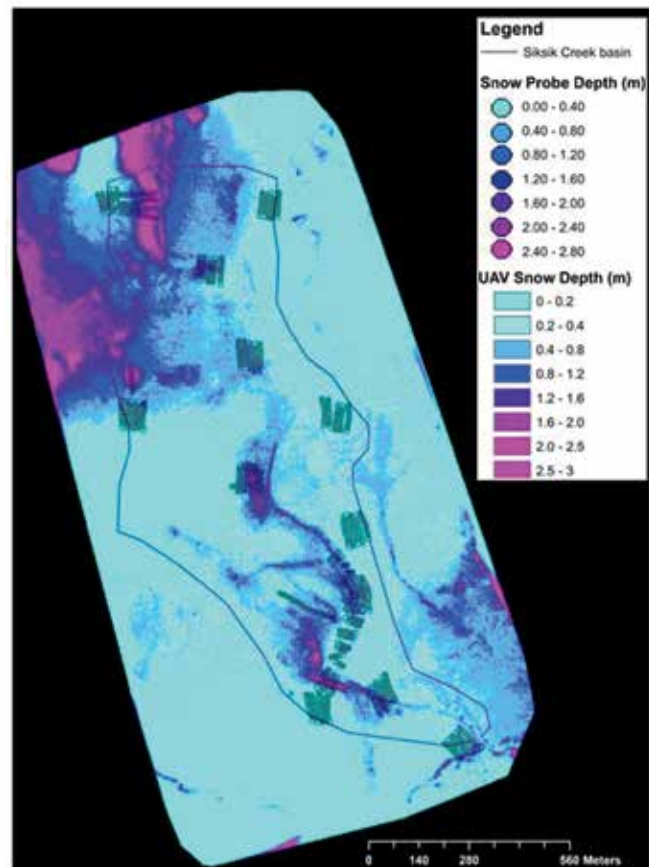 Legend
Siksik Creek basin
Snow Probe Depth (m)
0.00 - 0.40
0.40 - 0.80
0.80 - 1.20
1.20 - 1.60
1.60 - 2.00
2.00 - 2.40
2.40 - 2.80
UAV Snow Depth (m)
0 - 0.2
0.2 - 0.4
0.4 - 0.8
0.8 - 1.2
1.2 - 1.6
1.6 - 2.0
2.0 - 2.5
2.5 - 3
0 140 280 560 Meters